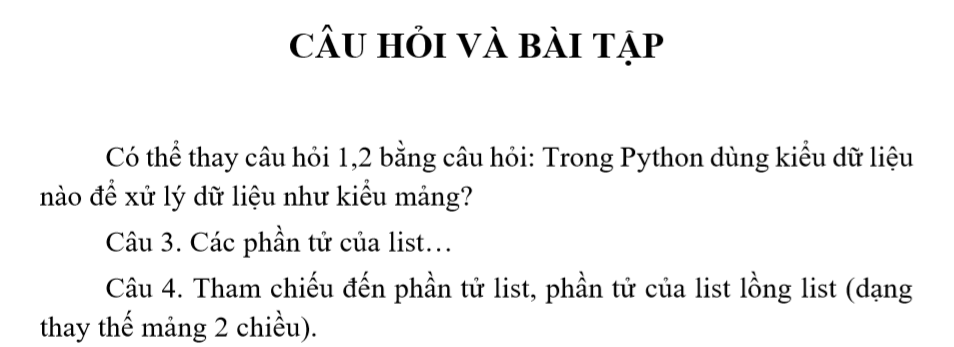 CÂU HỎI VÀ BÀI TẬP
Có thể thay câu hỏi 1,2 bằng câu hỏi: Trong Python dùng kiểu dữ liệu
nào để xử lý dữ liệu như kiểu mảng?
Câu 3. Các phần tử của list…
Câu 4. Tham chiếu đến phần tử list, phần tử của list lồng list (dạng
thay thế mảng 2 chiều).